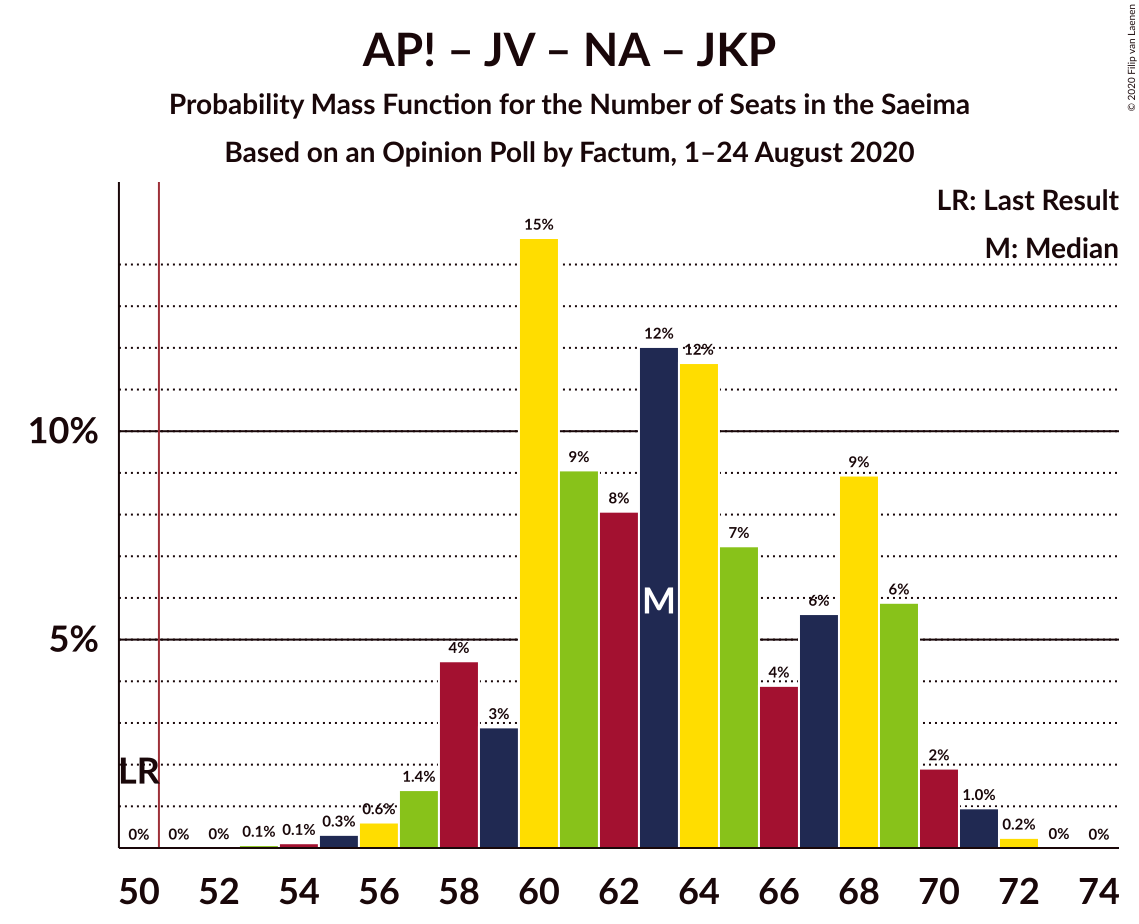 AP! – JV – NA – JKP
Probability Mass Function for the Number of Seats in the Saeima
Based on an Opinion Poll by Factum, 1–24 August 2020
© 2020 Filip van Laenen
LR: Last Result
M: Median
15%
12%
12%
10%
9%
9%
8%
7%
6%
6%
M
5%
4%
4%
3%
2%
LR
1.4%
1.0%
0.6%
0.3%
0.2%
0% 0% 0% 0.1% 0.1% 0% 0%
50 52 54 56 58 60 62 64 66 68 70 72 74